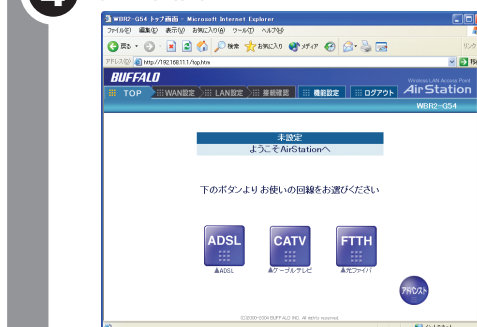 4
WBR2-G54 トップ画面 - Microsoft Internet Explorer
ファイル(F) 編集(E) 表示(V) お気に入り(A) ツール(T) ヘルプ(H)
戻る 検索 お気に入り メディア
アドレス(D) http://192.168.11.1/top.htm
BUFFALO
Wireless LAN Access Point
AirStation
TOP WAN設定 LAN設定 接続確認 機能設定 ログアウト
WBR2-G54
未設定
ようこそ AirStationへ
下のボタンより お使いの回線をお選びください
ADSL CATV FTTH
▲ADSL ▲ケーブルテレビ ▲光ファイバ
アドバンスト
(C)2000-2004 BUFFALO INC. All rights reserved.